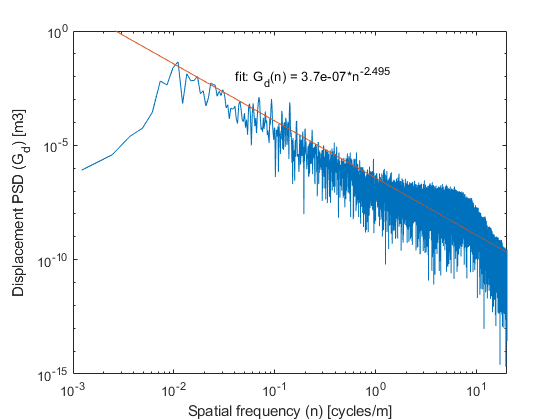 10^0
fit: G_d(n) = 3.7e-07*n^-2.495
10^-5
Displacement PSD (G_d) [m3]
10^-10
10^-15
10^-3 10^-2 10^-1 10^0 10^1
Spatial frequency (n) [cycles/m]